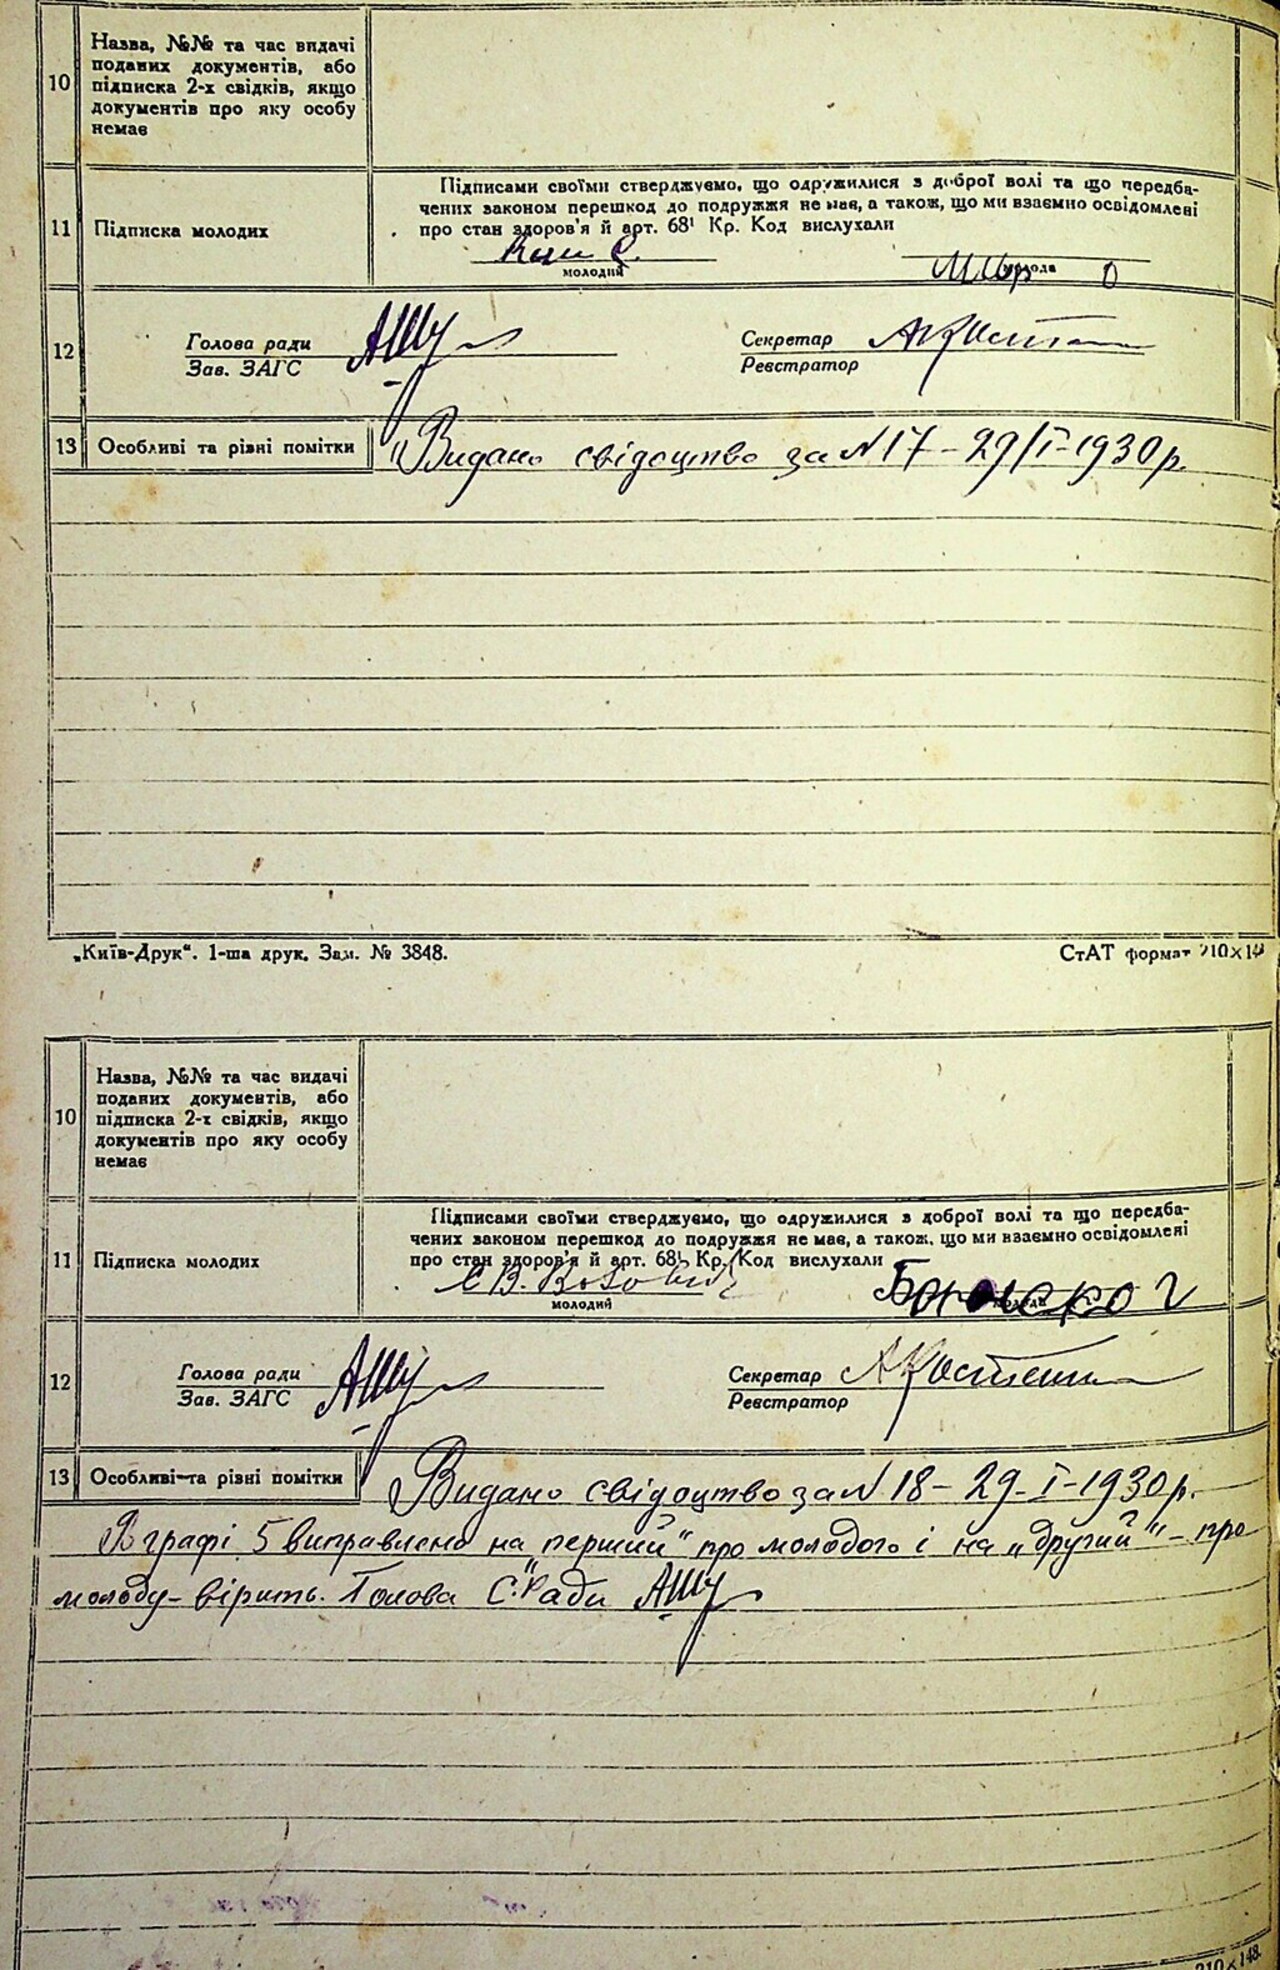 10
Назва, №№ та час видачі
поданих документів, або
підписка 2-х свідків, якщо
документів про яку особу
немає
11
Підписка молодих
Підписами своїми стверджуємо, що одружилися з доброї волі та що передба-
чених законом перешкод до подружжя не має, а також, що ми взаємно освідомлені
про стан здоров'я й арт. 68¹ Кр. Код вислухали
молодий
молода
12
Голова ради
Зав. ЗАГС
Секретар
Реєстратор
13
Особливі та різні помітки
Видано свідоцтво за N 17 - 29/I-1930 р.
„Київ-Друк“. 1-ша друк. Зам. № 3848.
СтАТ формат 210×14
10
Назва, №№ та час видачі
поданих документів, або
підписка 2-х свідків, якщо
документів про яку особу
немає
11
Підписка молодих
Підписами своїми стверджуємо, що одружилися з доброї волі та що передба-
чених законом перешкод до подружжя не має, а також, що ми взаємно освідомлені
про стан здоров'я й арт. 68¹ Кр. Код вислухали
молодий
12
Голова ради
Зав. ЗАГС
Секретар
Реєстратор
13
Особливі та різні помітки
Видано свідоцтво за N 18 - 29-I-1930 р.
В графі 5 виправлено на „перший“ про молодого і на „другий“ - про
молоду - вірить. Голова С. Ради
210×148.